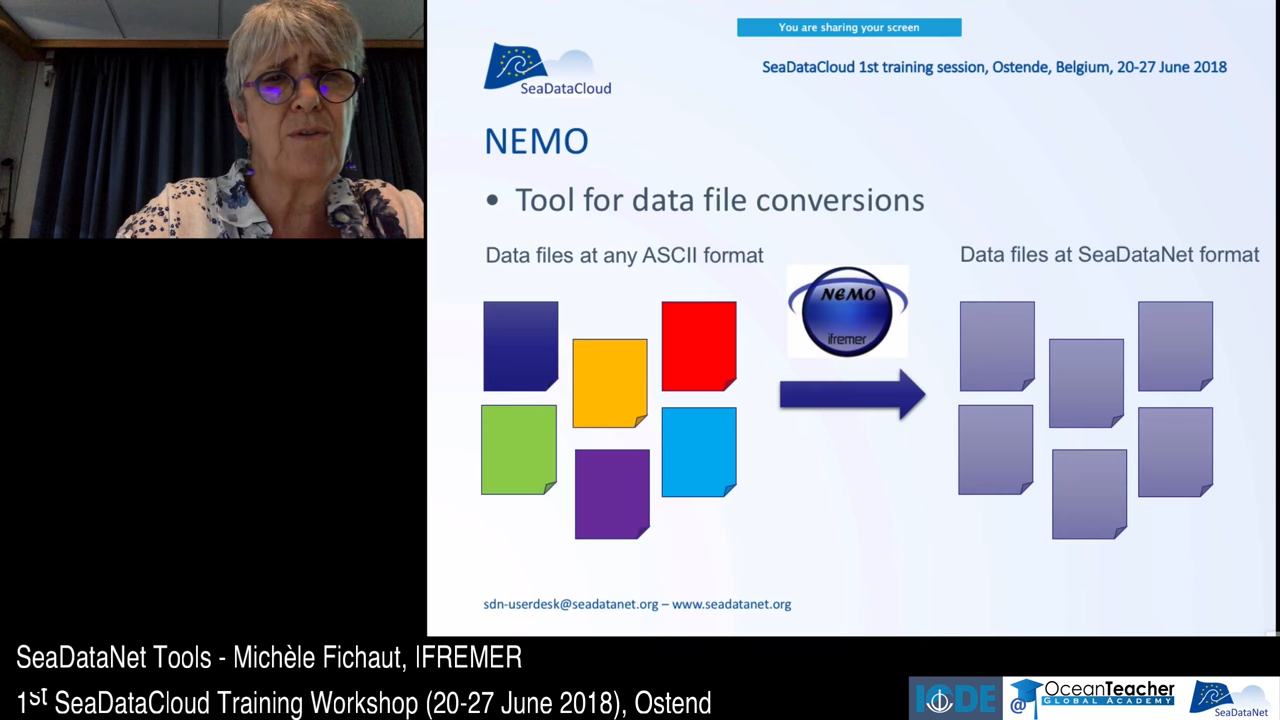 You are sharing your screen
SeaDataCloud
SeaDataCloud 1st training session, Ostende, Belgium, 20-27 June 2018
NEMO
• Tool for data file conversions
Data files at any ASCII format
Data files at SeaDataNet format
NEMO
ifremer
sdn-userdesk@seadatanet.org – www.seadatanet.org
SeaDataNet Tools - Michèle Fichaut, IFREMER
1st SeaDataCloud Training Workshop (20-27 June 2018), Ostend
IODE
@
OceanTeacher
GLOBAL ACADEMY
SeaDataNet